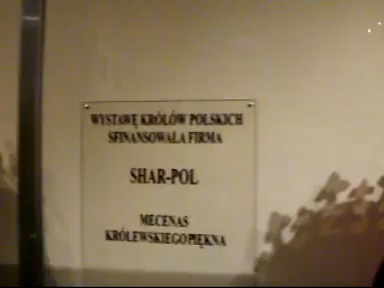 WYSTAWĘ KRÓLÓW POLSKICH
SFINANSOWAŁA FIRMA
SHAR-POL
MECENAS
KRÓLEWSKIEGO PIĘKNA